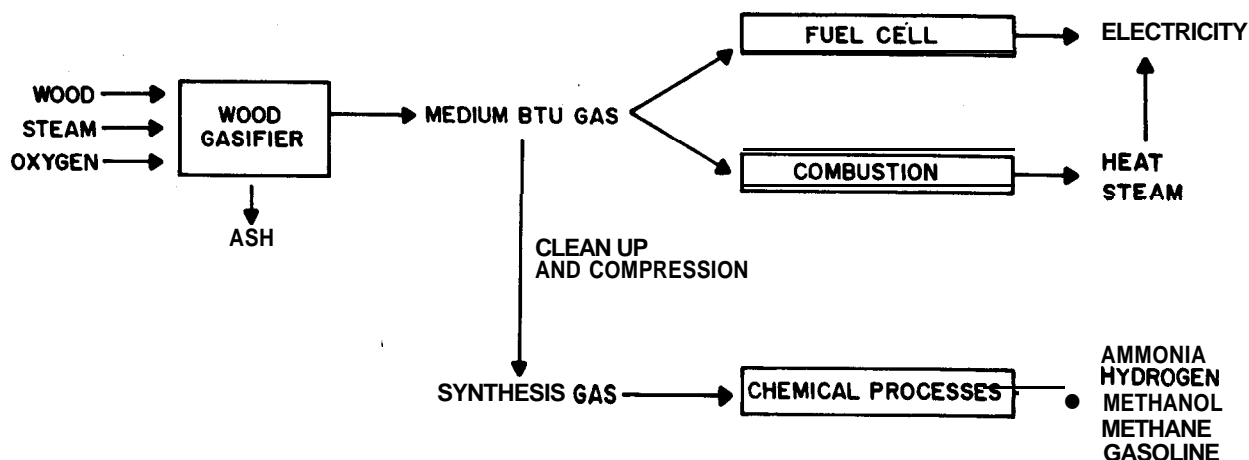 WOOD
STEAM
OXYGEN
WOOD
GASIFIER
ASH
MEDIUM BTU GAS
FUEL CELL
ELECTRICITY
COMBUSTION
HEAT
STEAM
CLEAN UP
AND COMPRESSION
SYNTHESIS GAS
CHEMICAL PROCESSES
AMMONIA
HYDROGEN
METHANOL
METHANE
GASOLINE